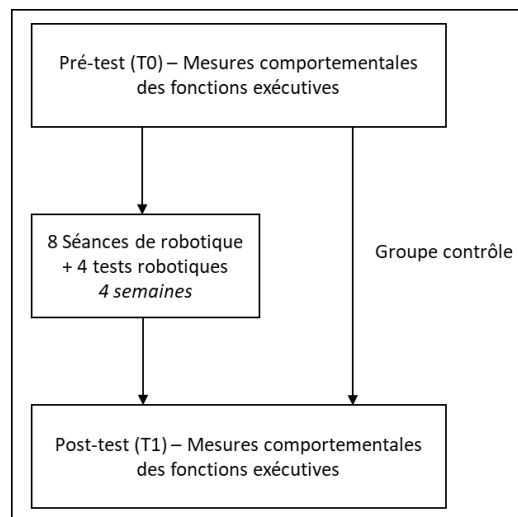 Pré-test (T0) – Mesures comportementales
des fonctions exécutives
8 Séances de robotique
+ 4 tests robotiques
4 semaines
Groupe contrôle
Post-test (T1) – Mesures comportementales
des fonctions exécutives